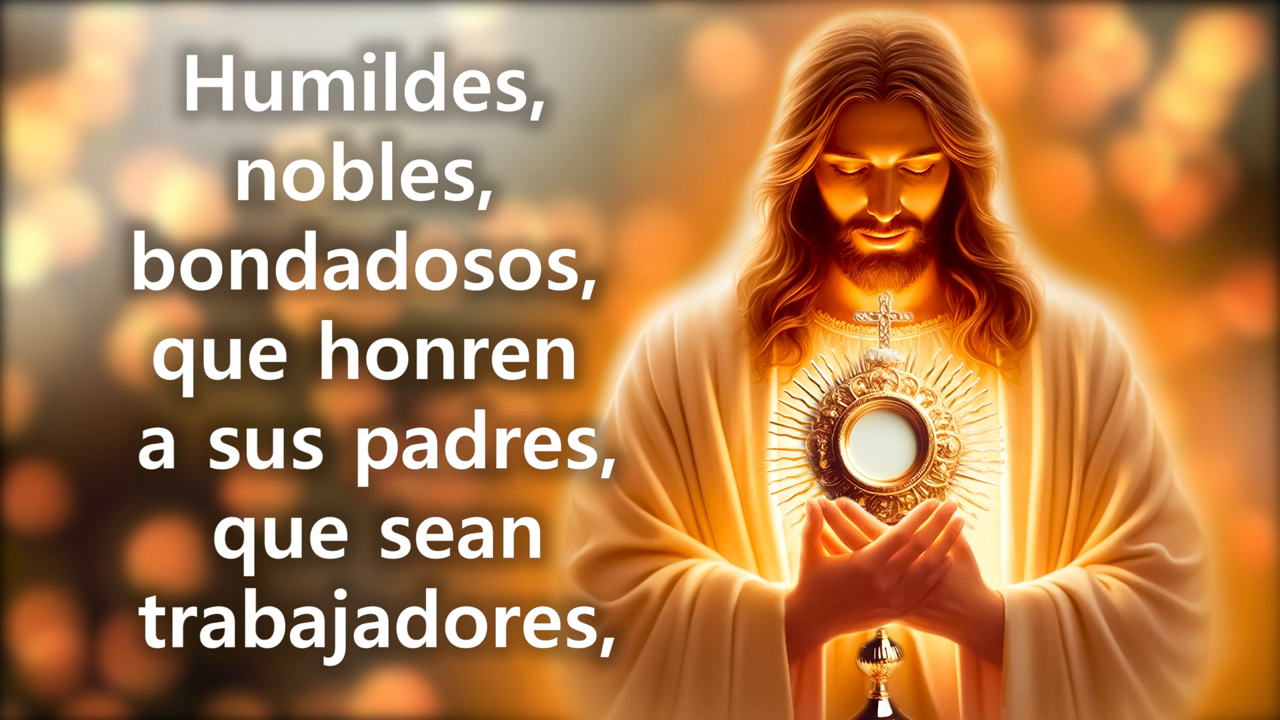 Humildes,
nobles,
bondadosos,
que honren
a sus padres,
que sean
trabajadores,